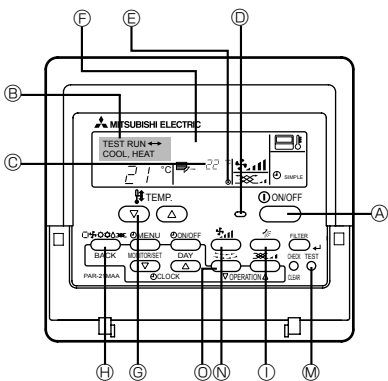 F
E
D
B
MITSUBISHI ELECTRIC
TEST RUN
COOL, HEAT
C
21 °C
22 °C
SIMPLE
TEMP.
ON/OFF
A
MENU
ON/OFF
FILTER
BACK
MONITOR/SET
DAY
CHECK
TEST
PAR-21MAA
CLOCK
OPERATION
CLEAR
H
G
O
N
I
M